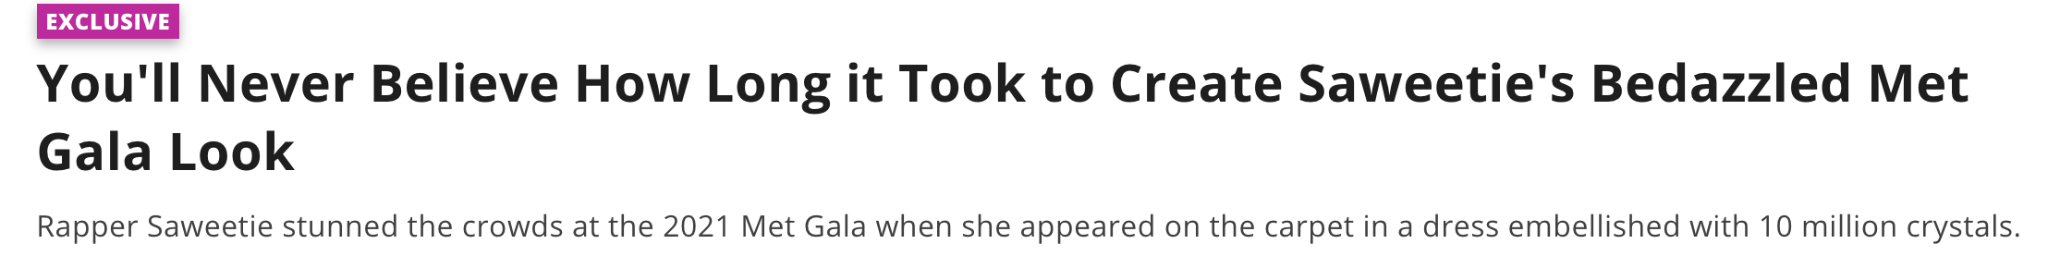 EXCLUSIVE
You'll Never Believe How Long it Took to Create Saweetie's Bedazzled Met
Gala Look
Rapper Saweetie stunned the crowds at the 2021 Met Gala when she appeared on the carpet in a dress embellished with 10 million crystals.